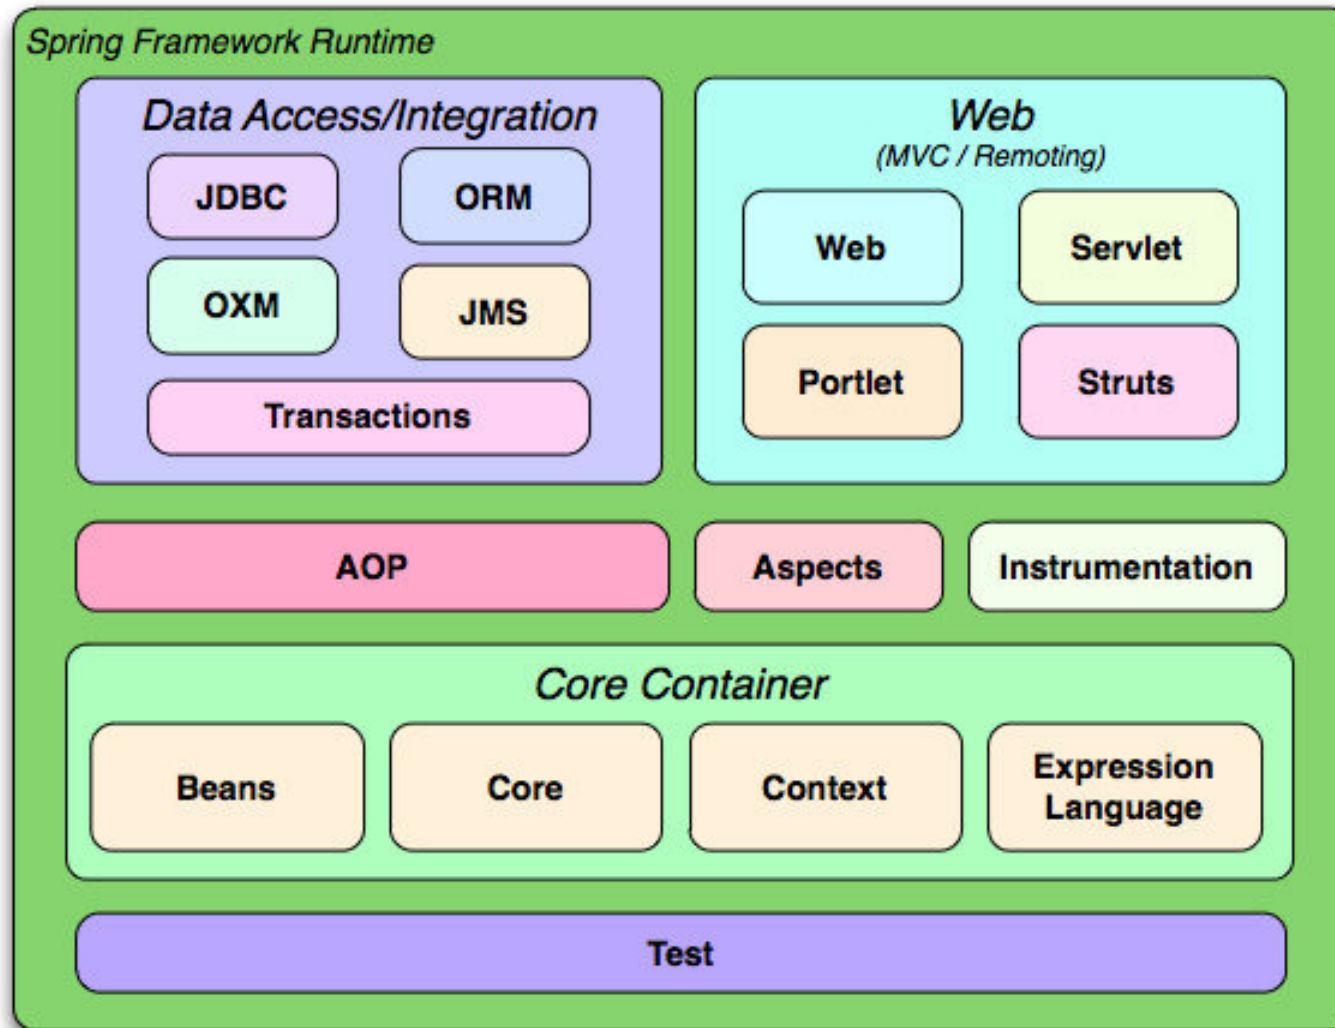 Spring Framework Runtime
Data Access/Integration
JDBC
ORM
OXM
JMS
Transactions
Web
(MVC / Remoting)
Web
Servlet
Portlet
Struts
AOP
Aspects
Instrumentation
Core Container
Beans
Core
Context
Expression
Language
Test